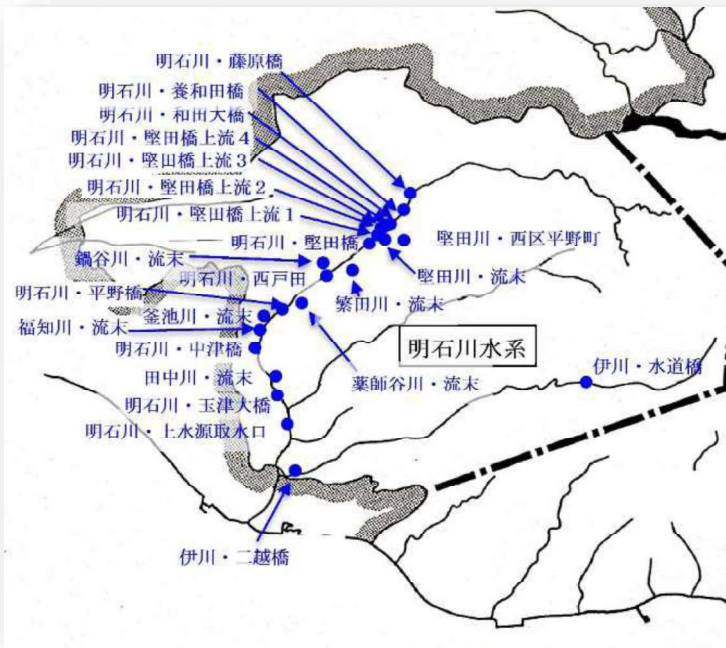 明石川・藤原橋
明石川・養和田橋
明石川・和田大橋
明石川・堅田橋上流4
明石川・堅田橋上流3
明石川・堅田橋上流2
明石川・堅田橋上流1
明石川・堅田橋
堅田川・西区平野町
鍋谷川・流末
明石川・西戸田
堅田川・流末
明石川・平野橋
釜池川・流末
繁田川・流末
福知川・流末
明石川・中津橋
明石川水系
伊川・水道橋
田中川・流末
薬師谷川・流末
明石川・玉津大橋
明石川・上水源取水口
伊川・二越橋